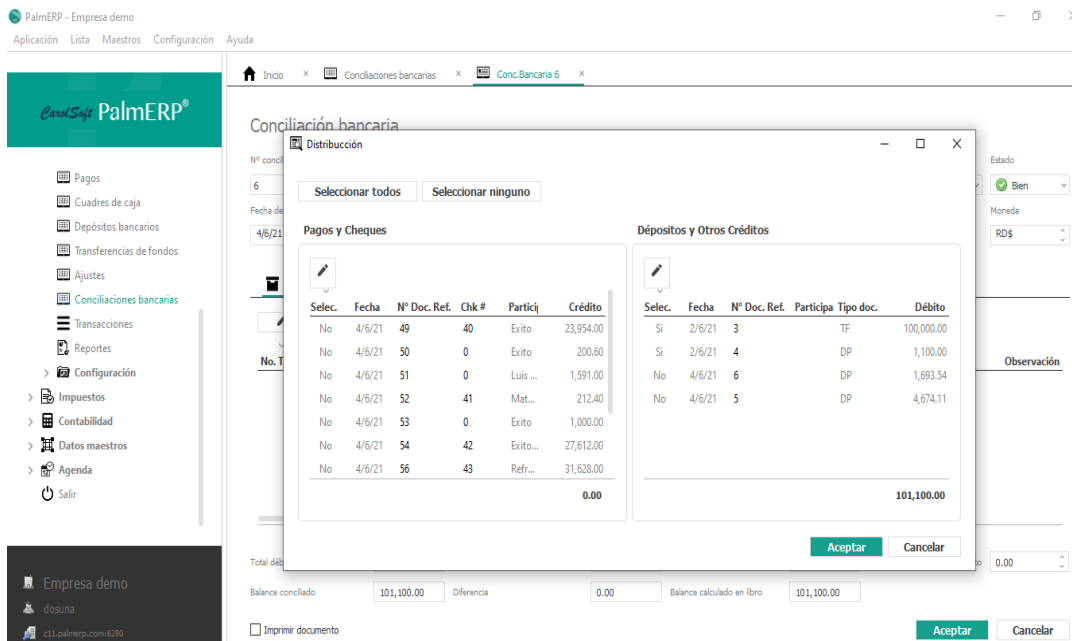 PalmERP - Empresa demo
Aplicación Lista Maestros Configuración Ayuda
CarolSoft PalmERP®
Pagos
Cuadres de caja
Depósitos bancarios
Transferencias de fondos
Ajustes
Conciliaciones bancarias
Transacciones
Reportes
Configuración
Impuestos
Contabilidad
Datos maestros
Agenda
Salir
Empresa demo
dosuna
c11.palmerp.com:6280
Inicio × Conciliaciones bancarias × Conc.Bancaria 6 ×
Conciliación bancaria
Nº concil
Estado
6
Bien
Fecha de
Moneda
4/6/21
RD$
Distribucción
Seleccionar todos Seleccionar ninguno
Pagos y Cheques
Selec. Fecha Nº Doc. Ref. Chk # Particip Crédito
No 4/6/21 49 40 Exito 23,954.00
No 4/6/21 50 0 Exito 200.60
No 4/6/21 51 0 Luis ... 1,591.00
No 4/6/21 52 41 Mat... 212.40
No 4/6/21 53 0 Exito 1,000.00
No 4/6/21 54 42 Exito... 27,612.00
No 4/6/21 56 43 Refr... 31,628.00
0.00
Dépositos y Otros Créditos
Selec. Fecha Nº Doc. Ref. Participa Tipo doc. Débito
Si 2/6/21 3 TF 100,000.00
Si 2/6/21 4 DP 1,100.00
No 4/6/21 6 DP 1,693.54
No 4/6/21 5 DP 4,674.11
101,100.00
Aceptar Cancelar
No. T
Observación
Total déb
0.00
Balance conciliado 101,100.00 Diferencia 0.00 Balance calculado en libro 101,100.00
Imprimir documento
Aceptar Cancelar